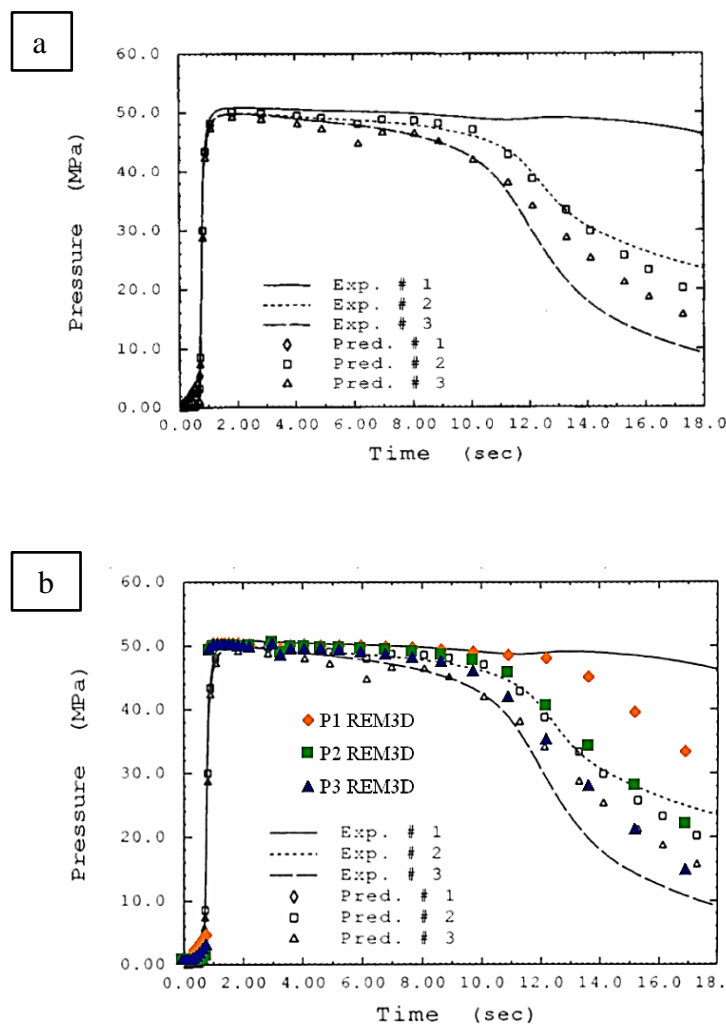 a
60.0
50.0
40.0
30.0
20.0
10.0
0.00
Pressure (MPa)
Exp. # 1
Exp. # 2
Exp. # 3
Pred. # 1
Pred. # 2
Pred. # 3
0.00 2.00 4.00 6.00 8.00 10.0 12.0 14.0 16.0 18.0
Time (sec)
b
60.0
50.0
40.0
30.0
20.0
10.0
0.00
Pressure (MPa)
P1 REM3D
P2 REM3D
P3 REM3D
Exp. # 1
Exp. # 2
Exp. # 3
Pred. # 1
Pred. # 2
Pred. # 3
0.00 2.00 4.00 6.00 8.00 10.0 12.0 14.0 16.0 18.
Time (sec)